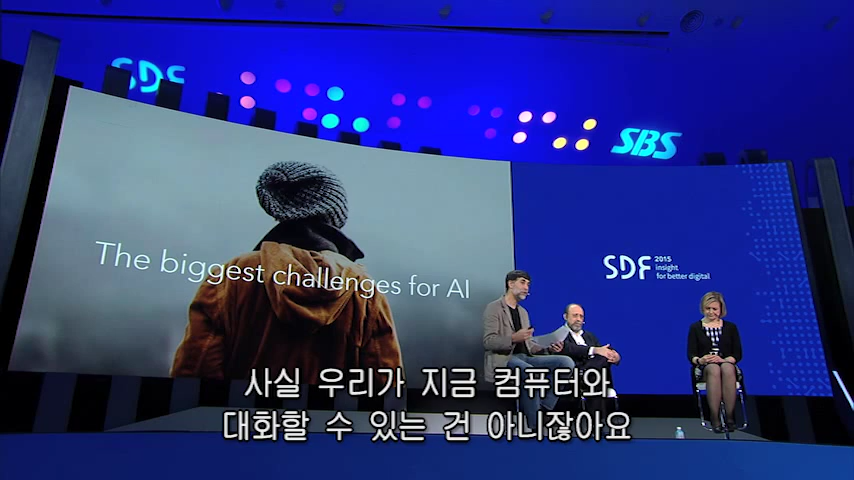 SDF
SBS
The biggest challenges for AI
SDF 2015
insight
for better digital
사실 우리가 지금 컴퓨터와
대화할 수 있는 건 아니잖아요